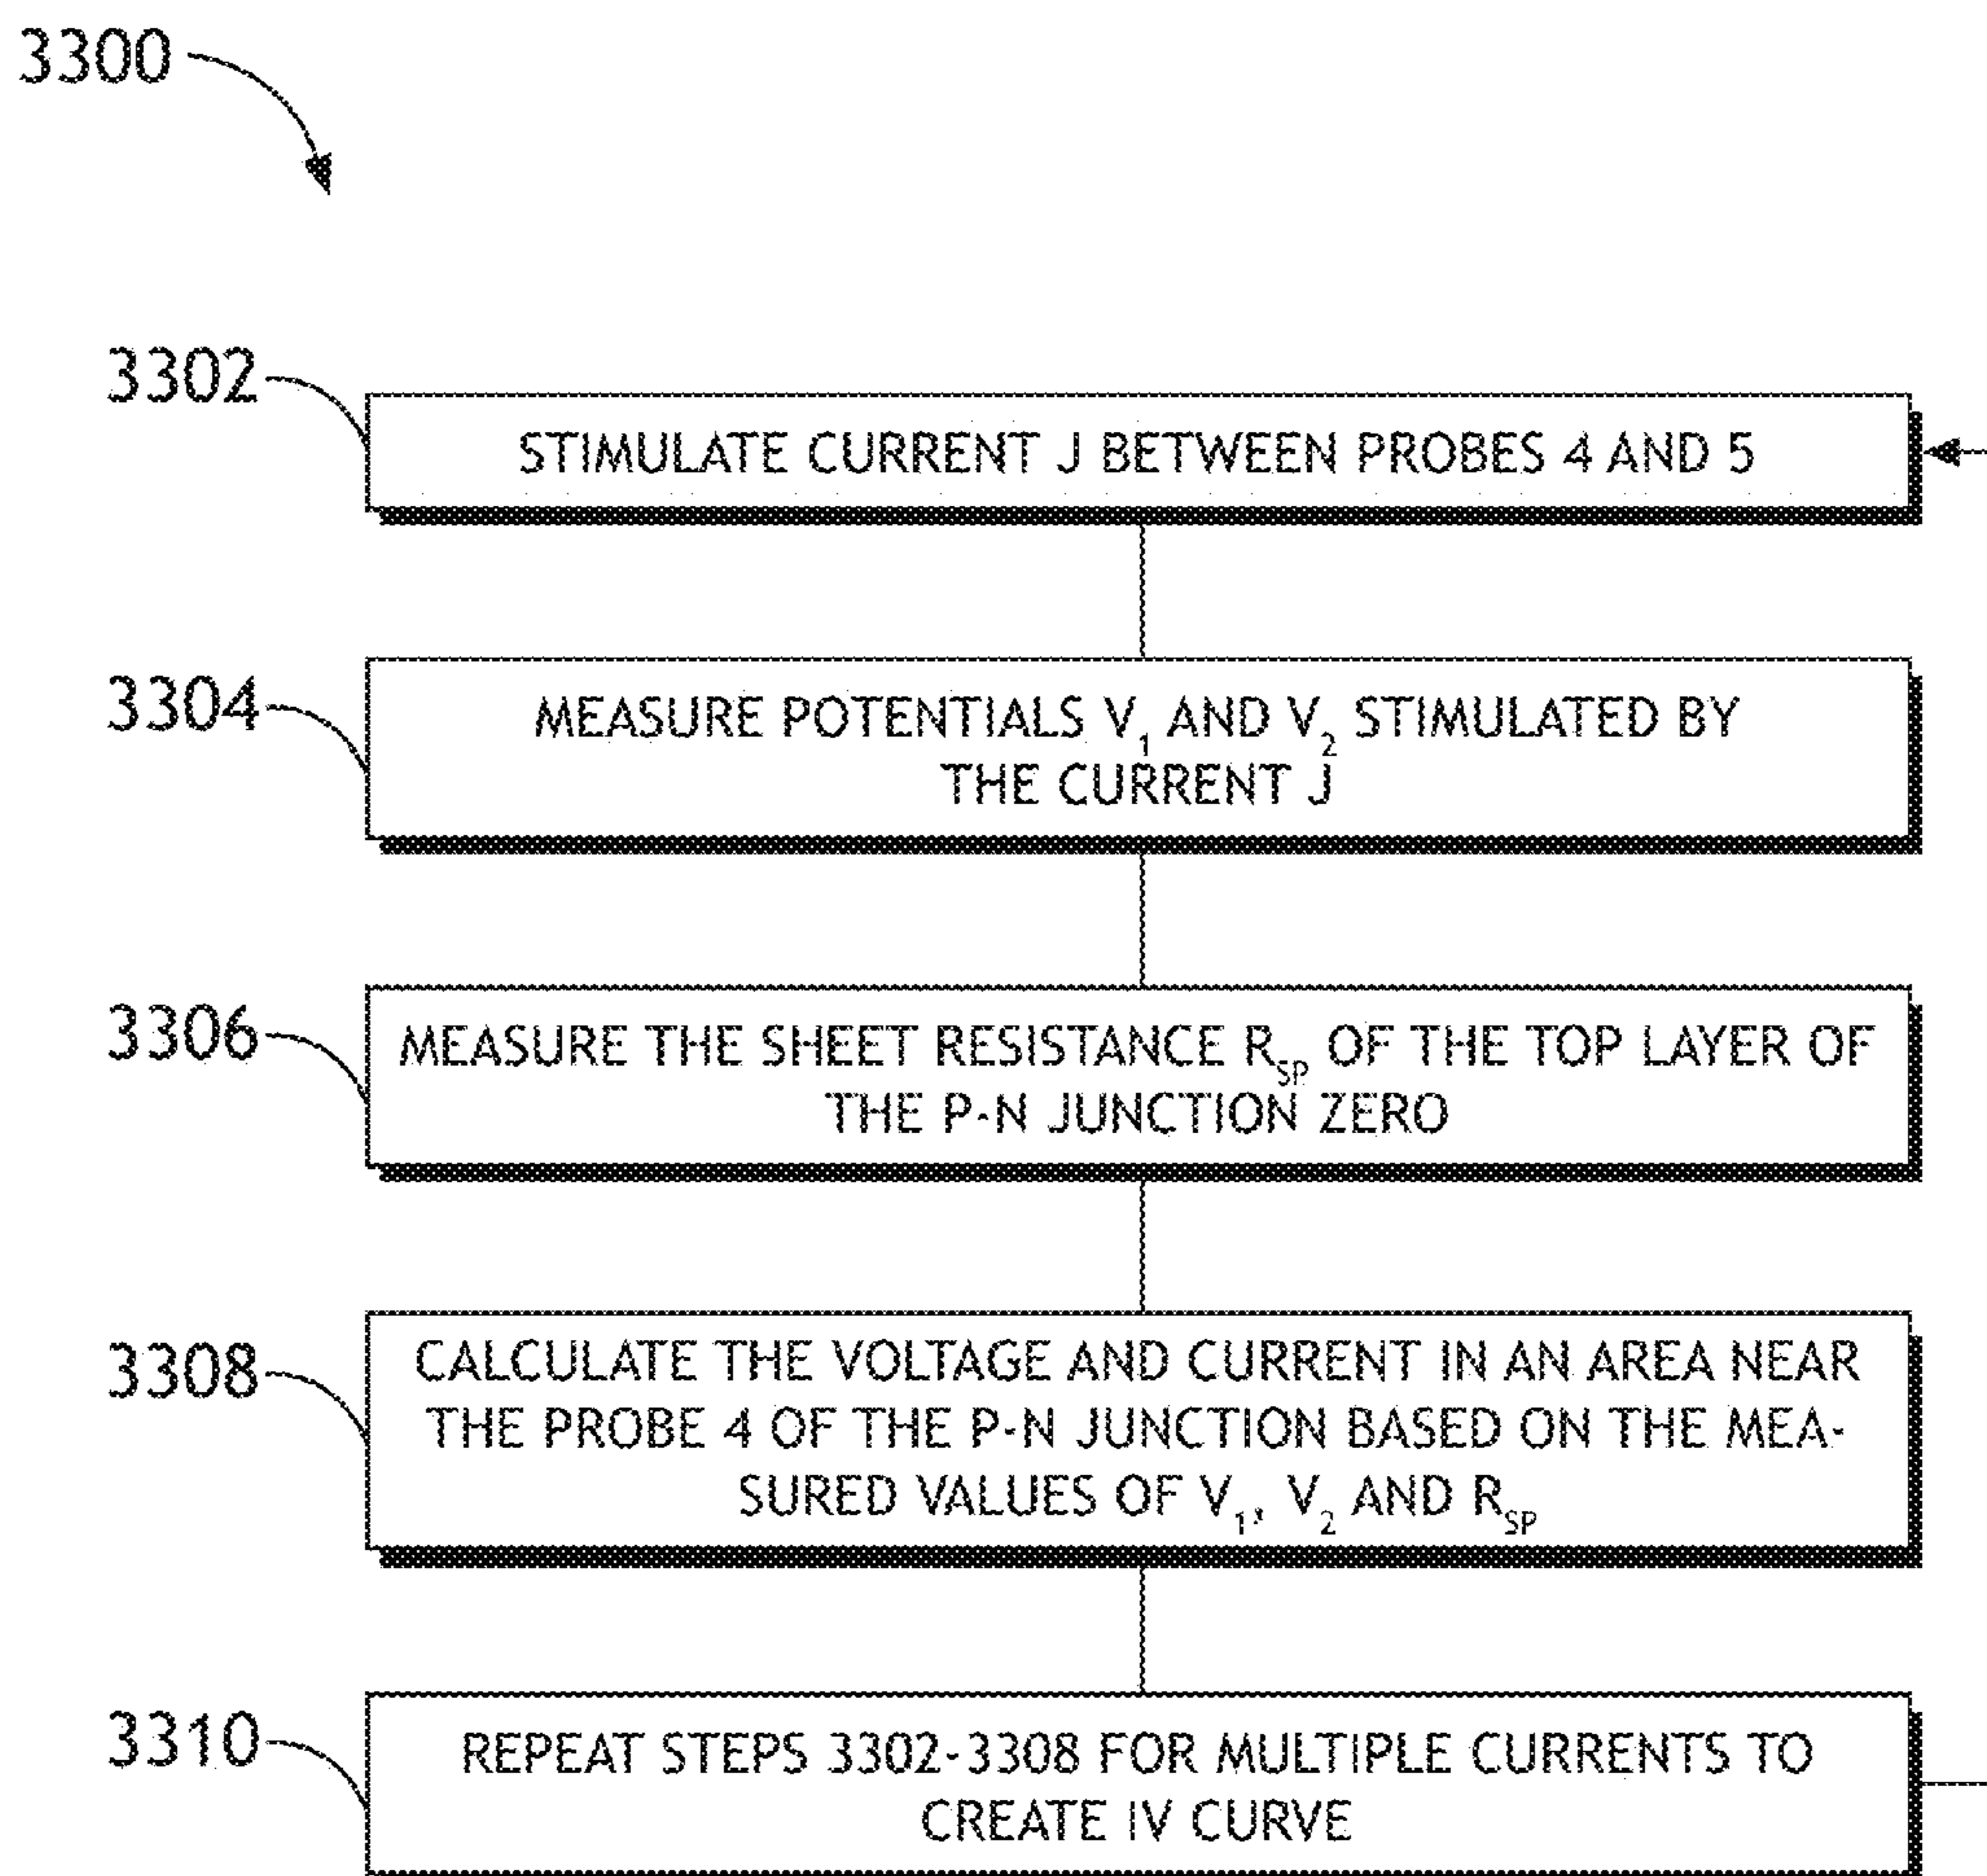 3300
3302
STIMULATE CURRENT J BETWEEN PROBES 4 AND 5
3304
MEASURE POTENTIALS V₁ AND V₂ STIMULATED BY
THE CURRENT J
3306
MEASURE THE SHEET RESISTANCE R_SP OF THE TOP LAYER OF
THE P-N JUNCTION ZERO
3308
CALCULATE THE VOLTAGE AND CURRENT IN AN AREA NEAR
THE PROBE 4 OF THE P-N JUNCTION BASED ON THE MEA-
SURED VALUES OF V₁, V₂ AND R_SP
3310
REPEAT STEPS 3302-3308 FOR MULTIPLE CURRENTS TO
CREATE IV CURVE